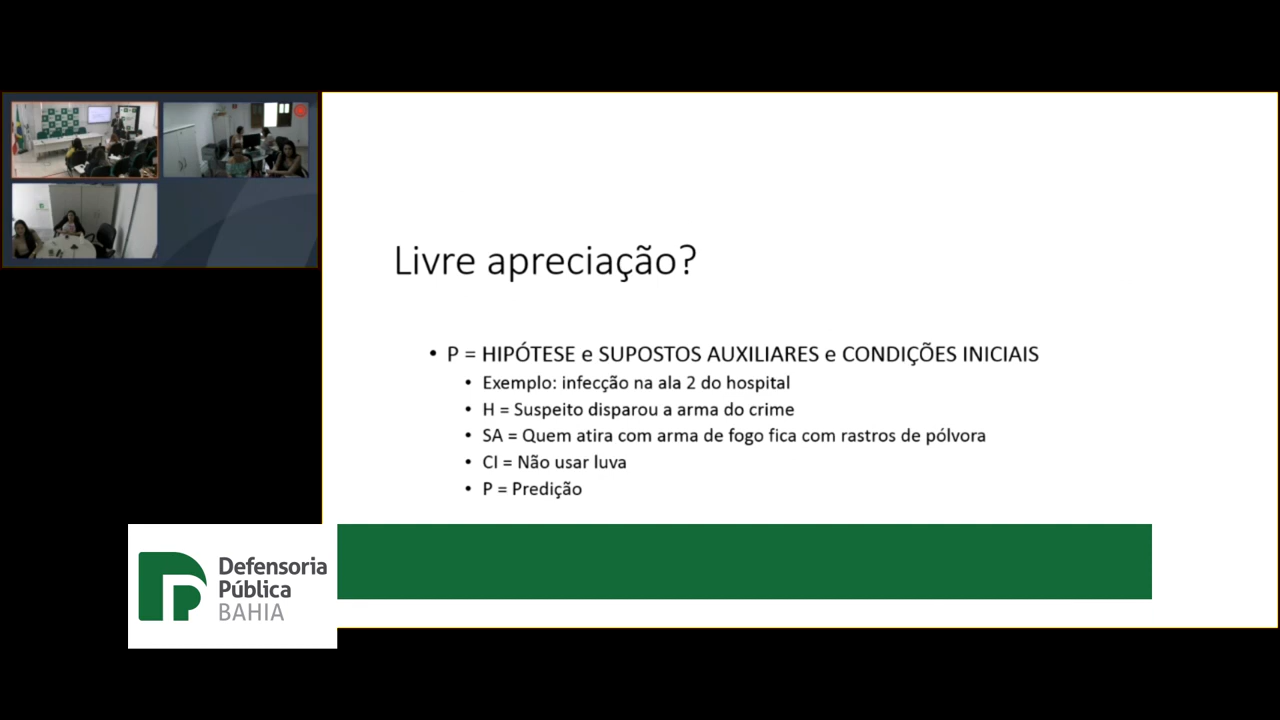 Livre apreciação?
• P = HIPÓTESE e SUPOSTOS AUXILIARES e CONDIÇÕES INICIAIS
• Exemplo: infecção na ala 2 do hospital
• H = Suspeito disparou a arma do crime
• SA = Quem atira com arma de fogo fica com rastros de pólvora
• CI = Não usar luva
• P = Predição
Defensoria
Pública
BAHIA